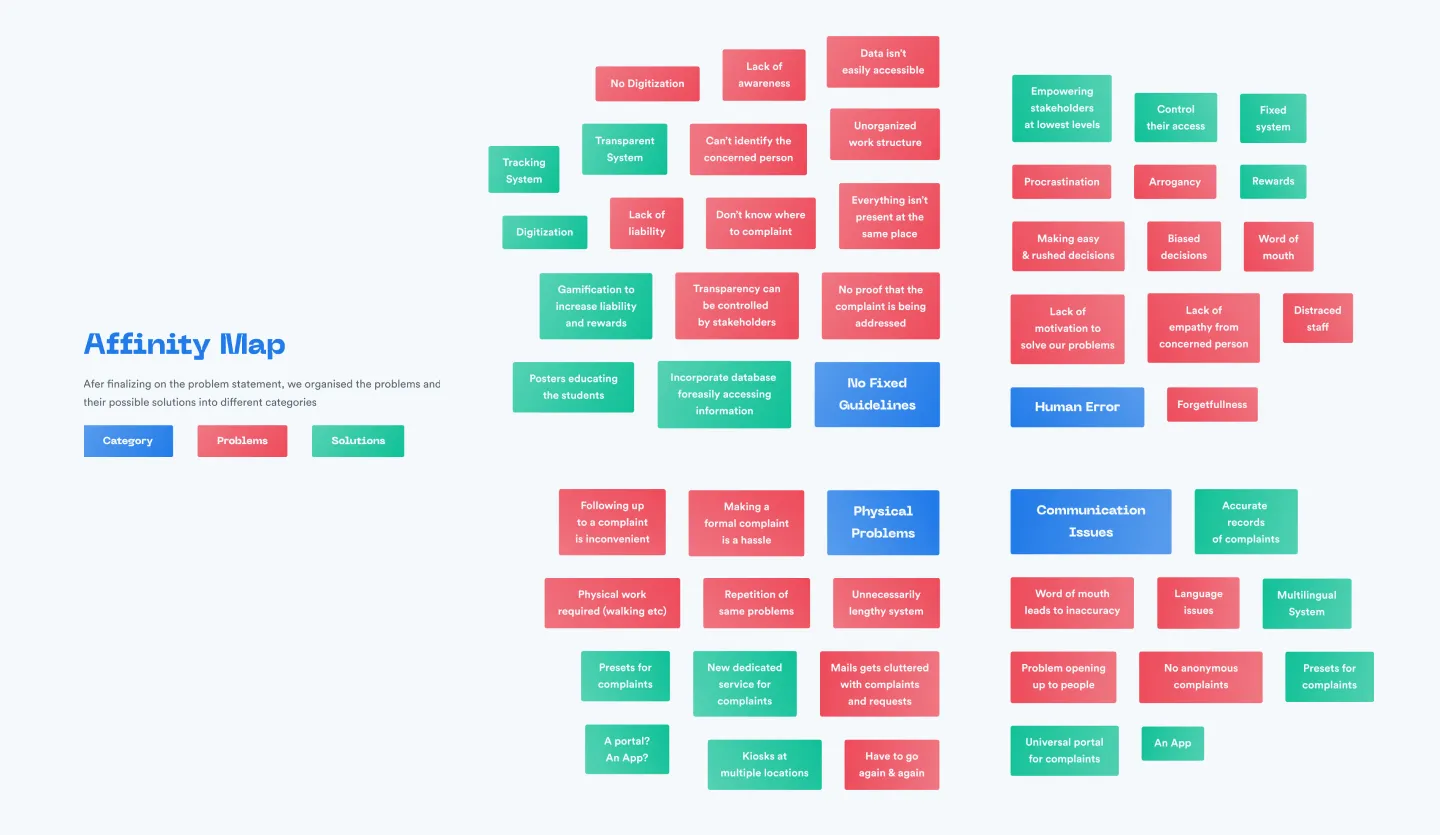 Affinity Map
Afer finalizing on the problem statement, we organised the problems and
their possible solutions into different categories
Category
Problems
Solutions
No Digitization
Lack of
awareness
Data isn't
easily accessible
Tracking
System
Transparent
System
Can't identify the
concerned person
Unorganized
work structure
Digitization
Lack of
liability
Don't know where
to complaint
Everything isn't
present at the
same place
Gamification to
increase liability
and rewards
Transparency can
be controlled
by stakeholders
No proof that the
complaint is being
addressed
Posters educating
the students
Incorporate database
foreasily accessing
information
No Fixed
Guidelines
Empowering
stakeholders
at lowest levels
Control
their access
Fixed
system
Procrastination
Arrogancy
Rewards
Making easy
& rushed decisions
Biased
decisions
Word of
mouth
Lack of
motivation to
solve our problems
Lack of
empathy from
concerned person
Distraced
staff
Human Error
Forgetfullness
Following up
to a complaint
is inconvenient
Making a
formal complaint
is a hassle
Physical
Problems
Physical work
required (walking etc)
Repetition of
same problems
Unnecessarily
lengthy system
Presets for
complaints
New dedicated
service for
complaints
Mails gets cluttered
with complaints
and requests
A portal?
An App?
Kiosks at
multiple locations
Have to go
again & again
Communication
Issues
Accurate
records
of complaints
Word of mouth
leads to inaccuracy
Language
issues
Multilingual
System
Problem opening
up to people
No anonymous
complaints
Presets for
complaints
Universal portal
for complaints
An App